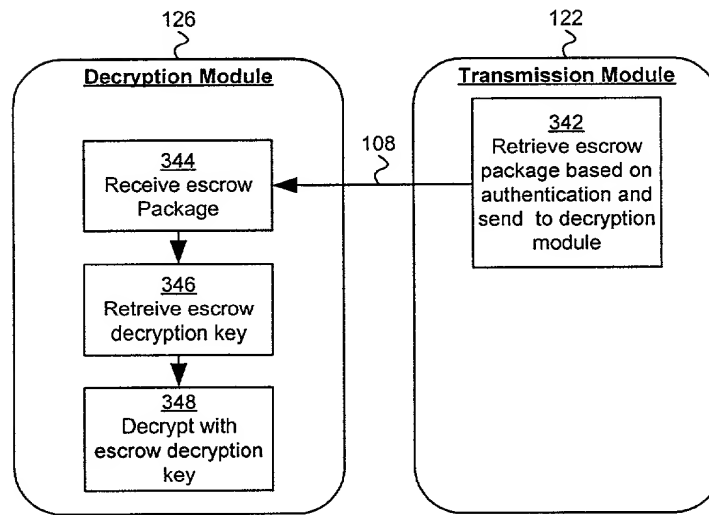 126
122
Decryption Module
Transmission Module
344
Receive escrow
Package
108
342
Retrieve escrow
package based on
authentication and
send to decryption
module
346
Retreive escrow
decryption key
348
Decrypt with
escrow decryption
key